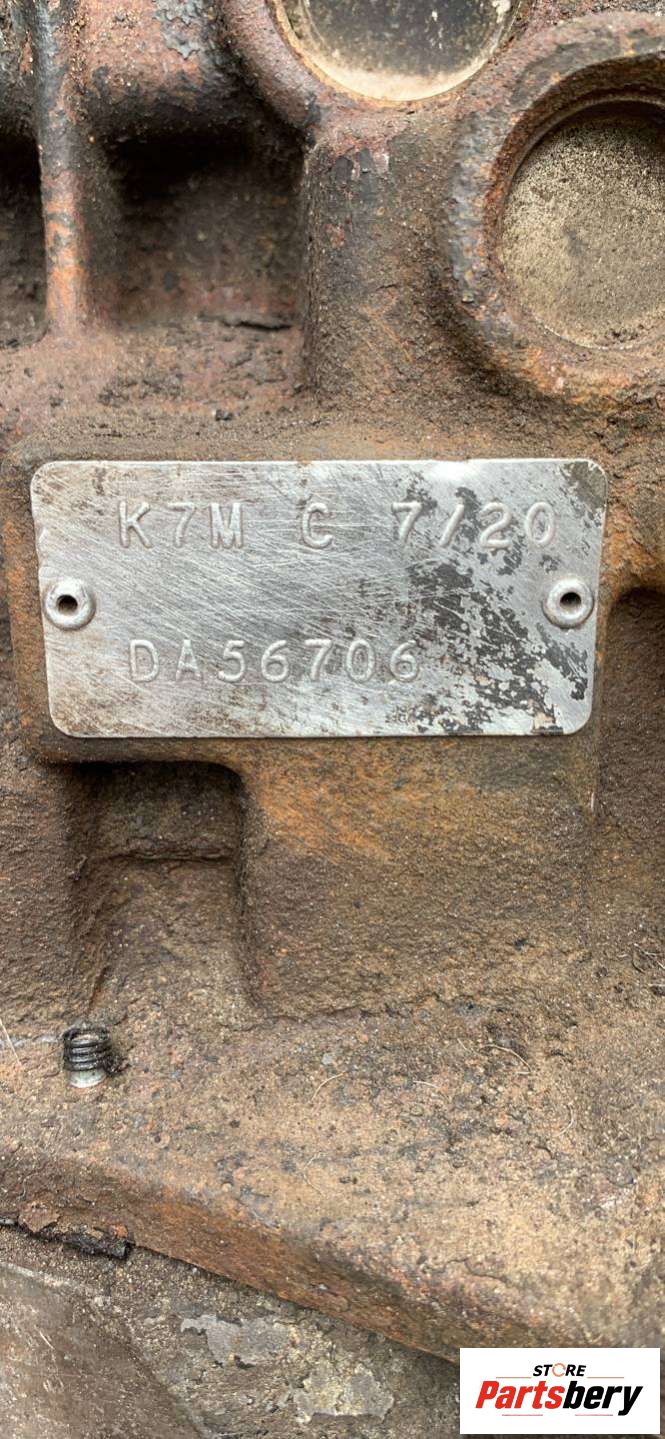 K7M C 7/20
DA56706
STORE
Partsbery